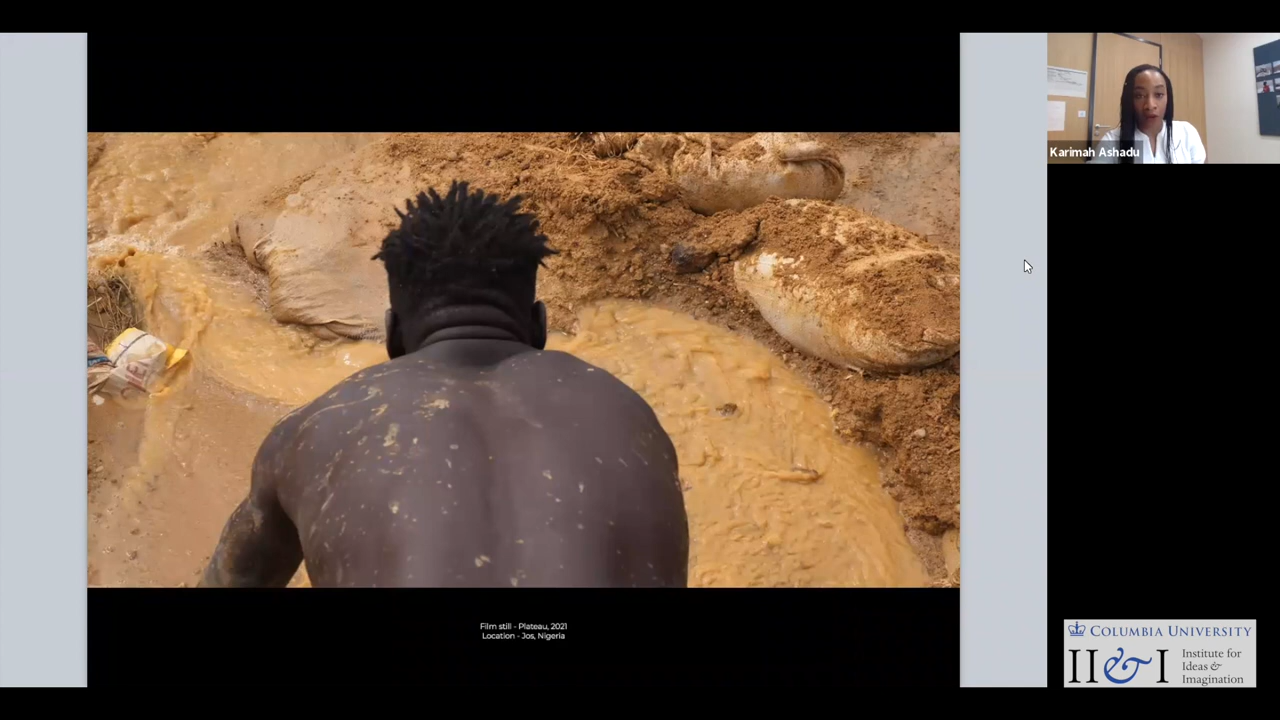 Karimah Ashadu
Film still - Plateau, 2021
Location - Jos, Nigeria
COLUMBIA UNIVERSITY
II&I
Institute for
Ideas &
Imagination